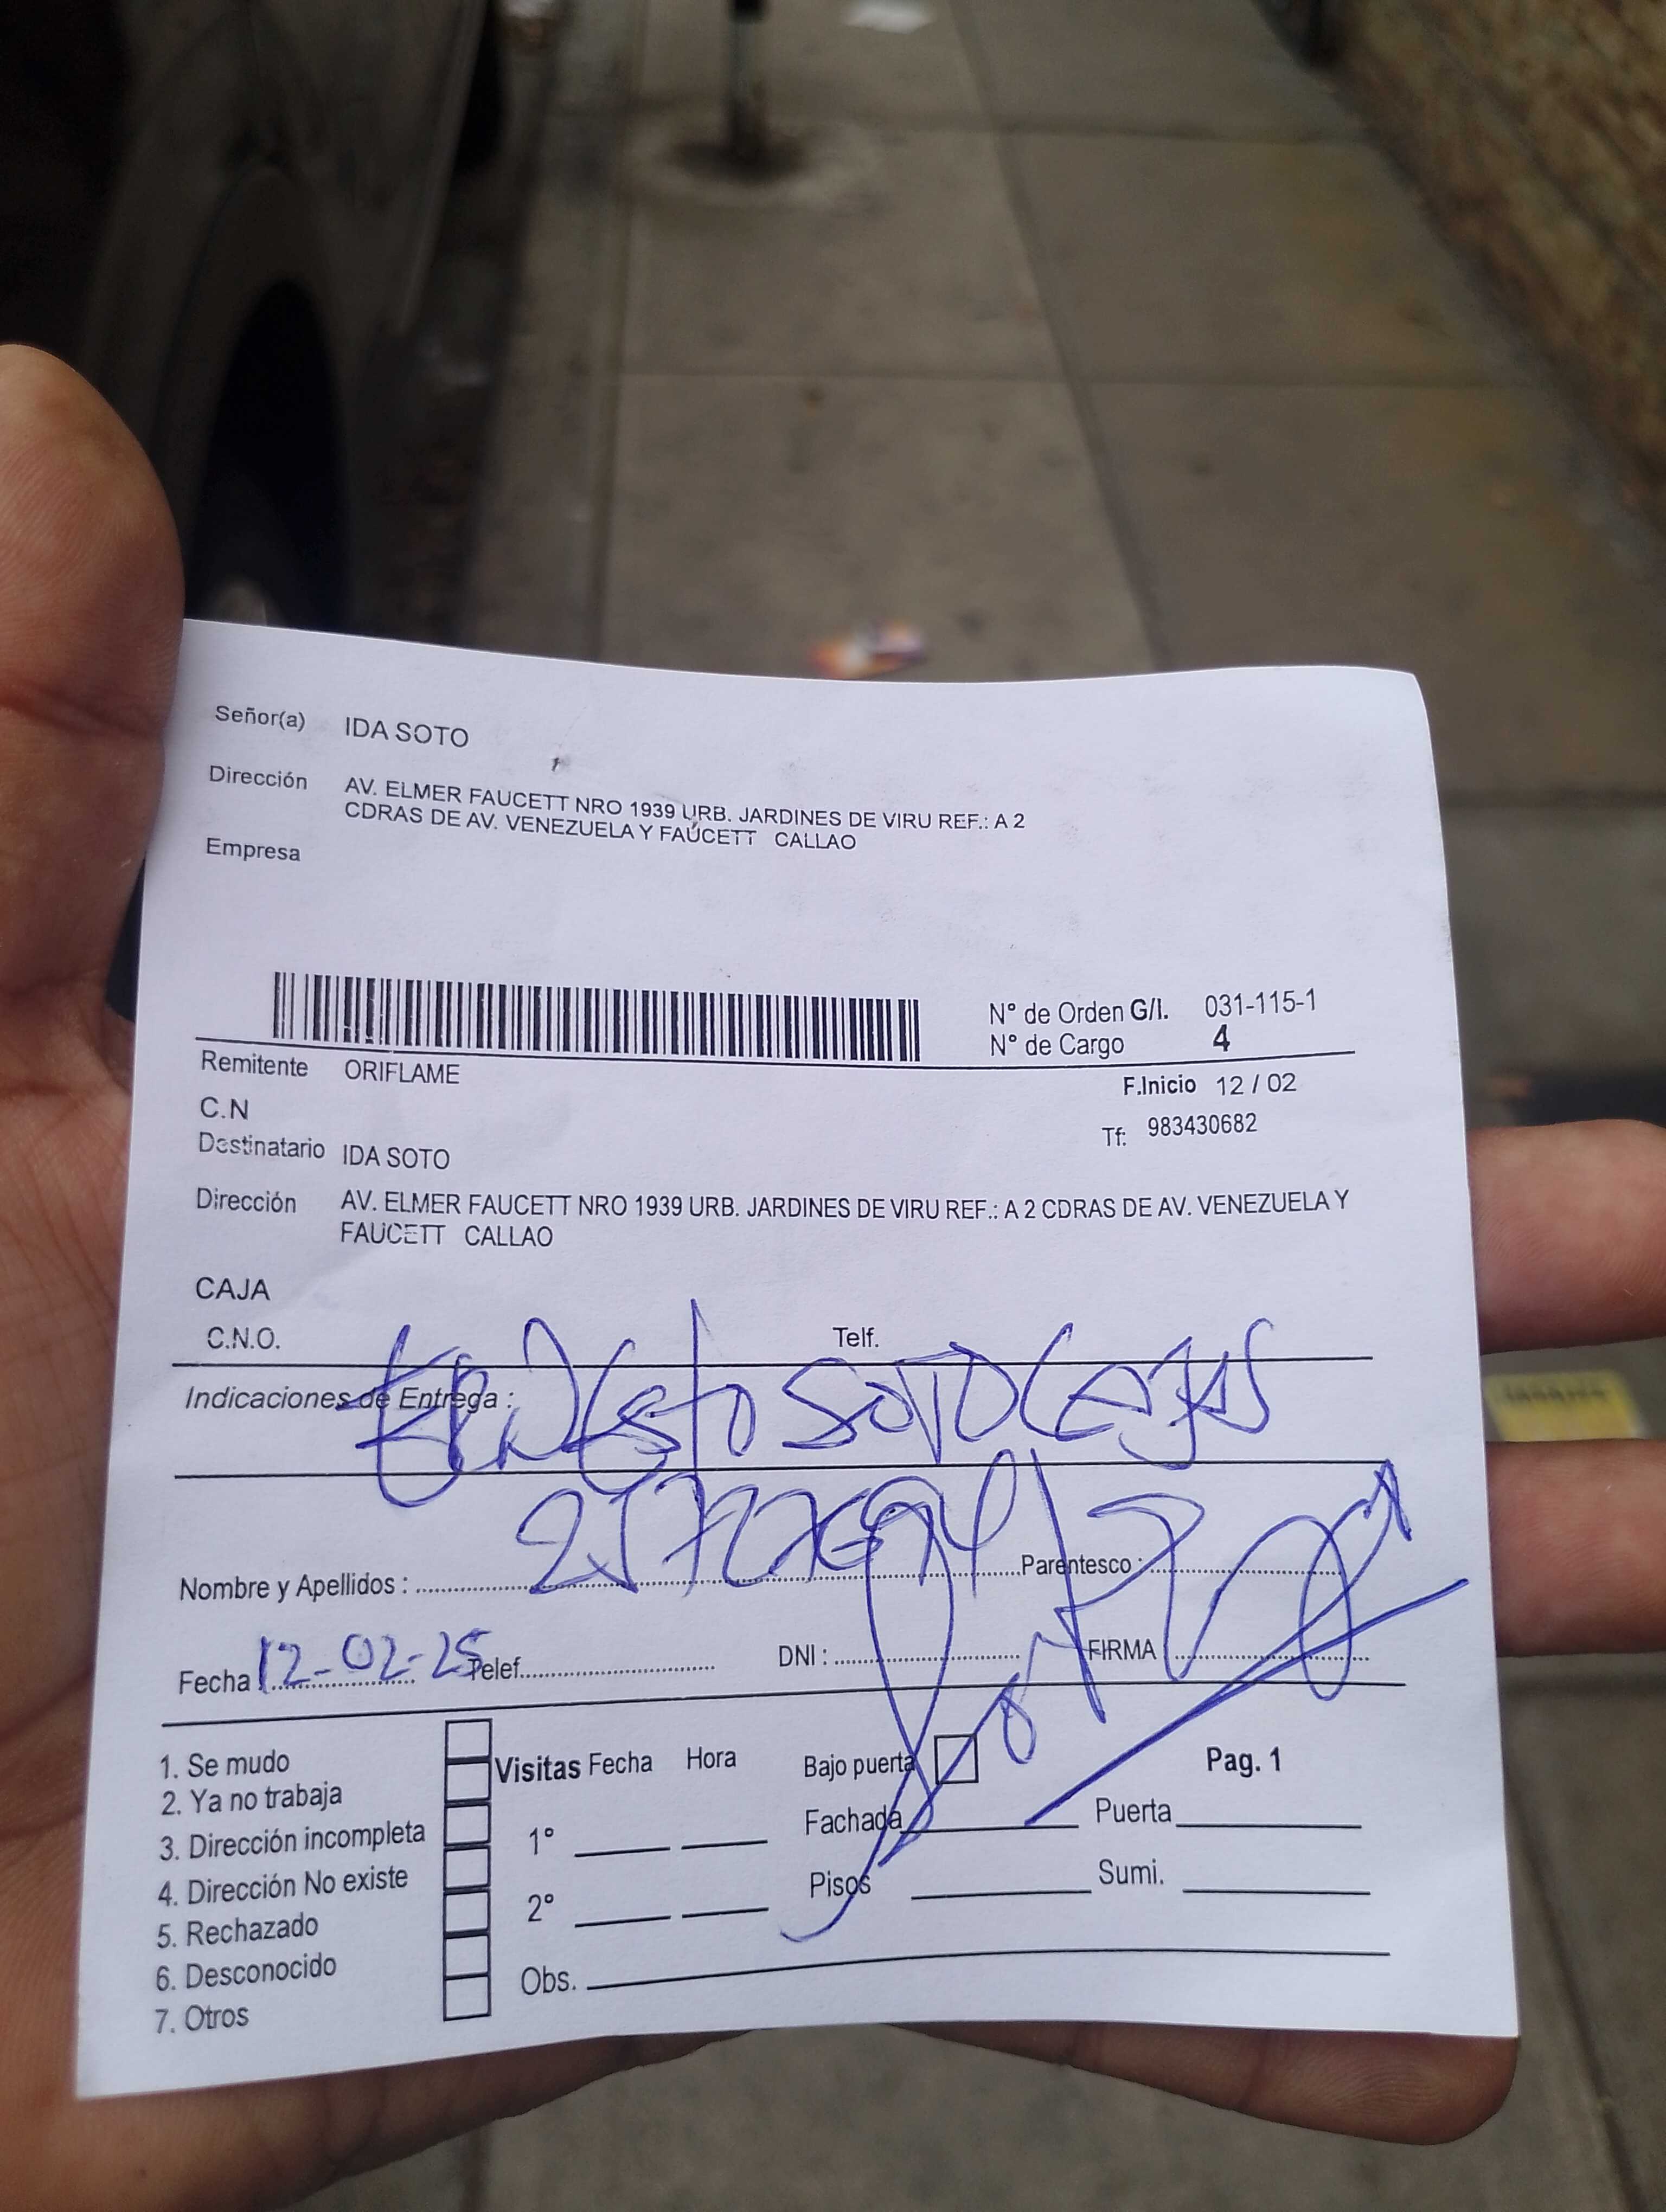 Señor(a) IDA SOTO
Dirección AV. ELMER FAUCETT NRO 1939 URB. JARDINES DE VIRU REF.: A 2
CDRAS DE AV. VENEZUELA Y FAUCETT CALLAO
Empresa
N° de Orden G/I. 031-115-1
N° de Cargo 4
Remitente ORIFLAME
F.Inicio 12 / 02
C.N
Tf: 983430682
Destinatario IDA SOTO
Dirección AV. ELMER FAUCETT NRO 1939 URB. JARDINES DE VIRU REF.: A 2 CDRAS DE AV. VENEZUELA Y
FAUCETT CALLAO
CAJA
C.N.O. Telf.
Indicaciones de Entrega :
ERNESto SOTO
Nombre y Apellidos : Parentesco :
Fecha 12-02-25 Telef. DNI : FIRMA
1. Se mudo
2. Ya no trabaja
3. Dirección incompleta
4. Dirección No existe
5. Rechazado
6. Desconocido
7. Otros
Visitas Fecha Hora
1°
2°
Bajo puerta Pag. 1
Fachada Puerta
Pisos Sumi.
Obs.